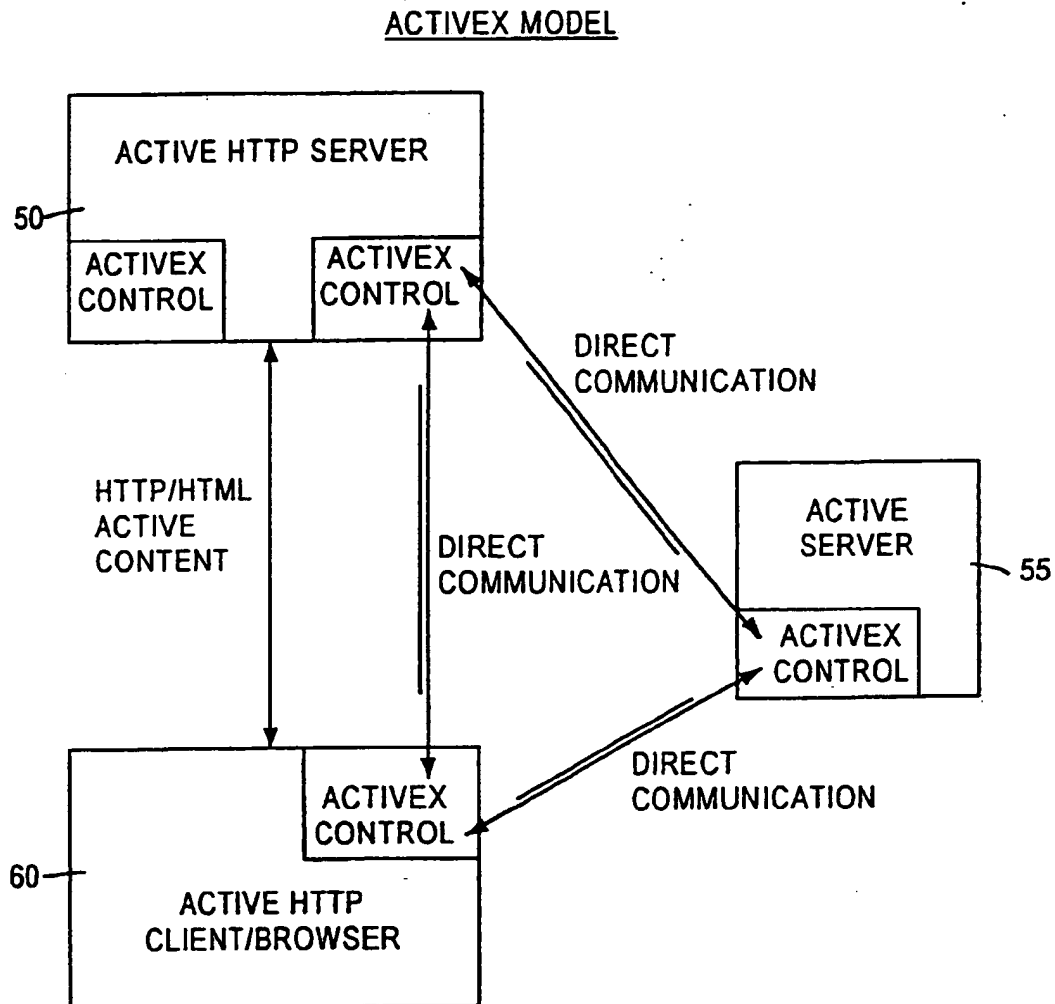 ACTIVEX MODEL
ACTIVE HTTP SERVER
50
ACTIVEX
CONTROL
ACTIVEX
CONTROL
DIRECT
COMMUNICATION
HTTP/HTML
ACTIVE
CONTENT
DIRECT
COMMUNICATION
ACTIVE
SERVER
55
ACTIVEX
CONTROL
DIRECT
COMMUNICATION
ACTIVEX
CONTROL
60
ACTIVE HTTP
CLIENT/BROWSER